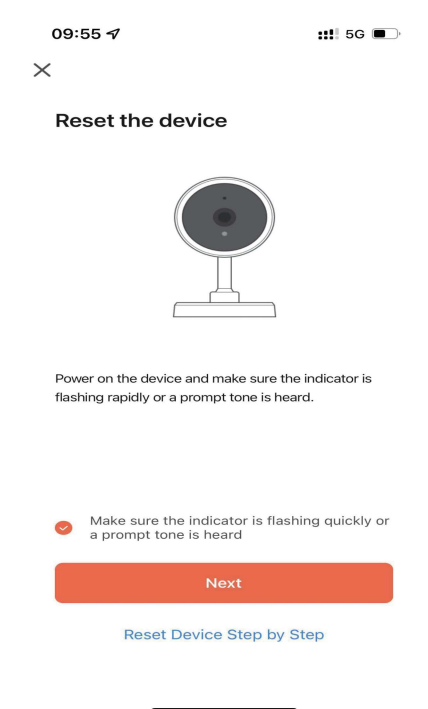 09:55
5G
Reset the device
Power on the device and make sure the indicator is
flashing rapidly or a prompt tone is heard.
Make sure the indicator is flashing quickly or
a prompt tone is heard
Next
Reset Device Step by Step